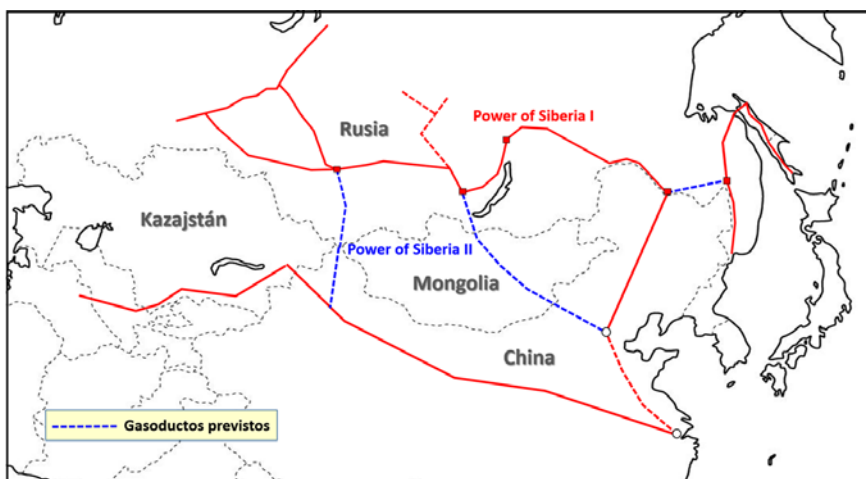 Power of Siberia I
Rusia
Kazajstán
Power of Siberia II
Mongolia
China
Gasoductos previstos